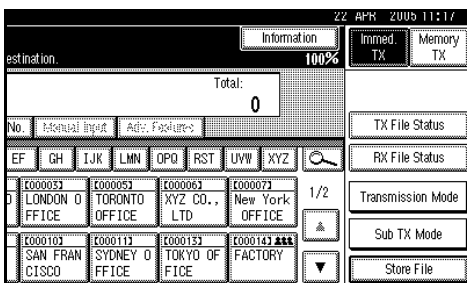 22 APR 2005 11:17
Information
100%
Immed. TX
Memory TX
estination.
Total:
0
No.
Manual Input
Adv. Features
TX File Status
EF GH IJK LMN OPQ RST UVW XYZ
RX File Status
[00003] [00005] [00006] [00007]
O LONDON O TORONTO XYZ CO., New York
FFICE OFFICE LTD OFFICE
1/2
Transmission Mode
[00010] [00011] [00013] [00014]
SAN FRAN SYDNEY O TOKYO OF FACTORY
CISCO FFICE FICE
Sub TX Mode
Store File